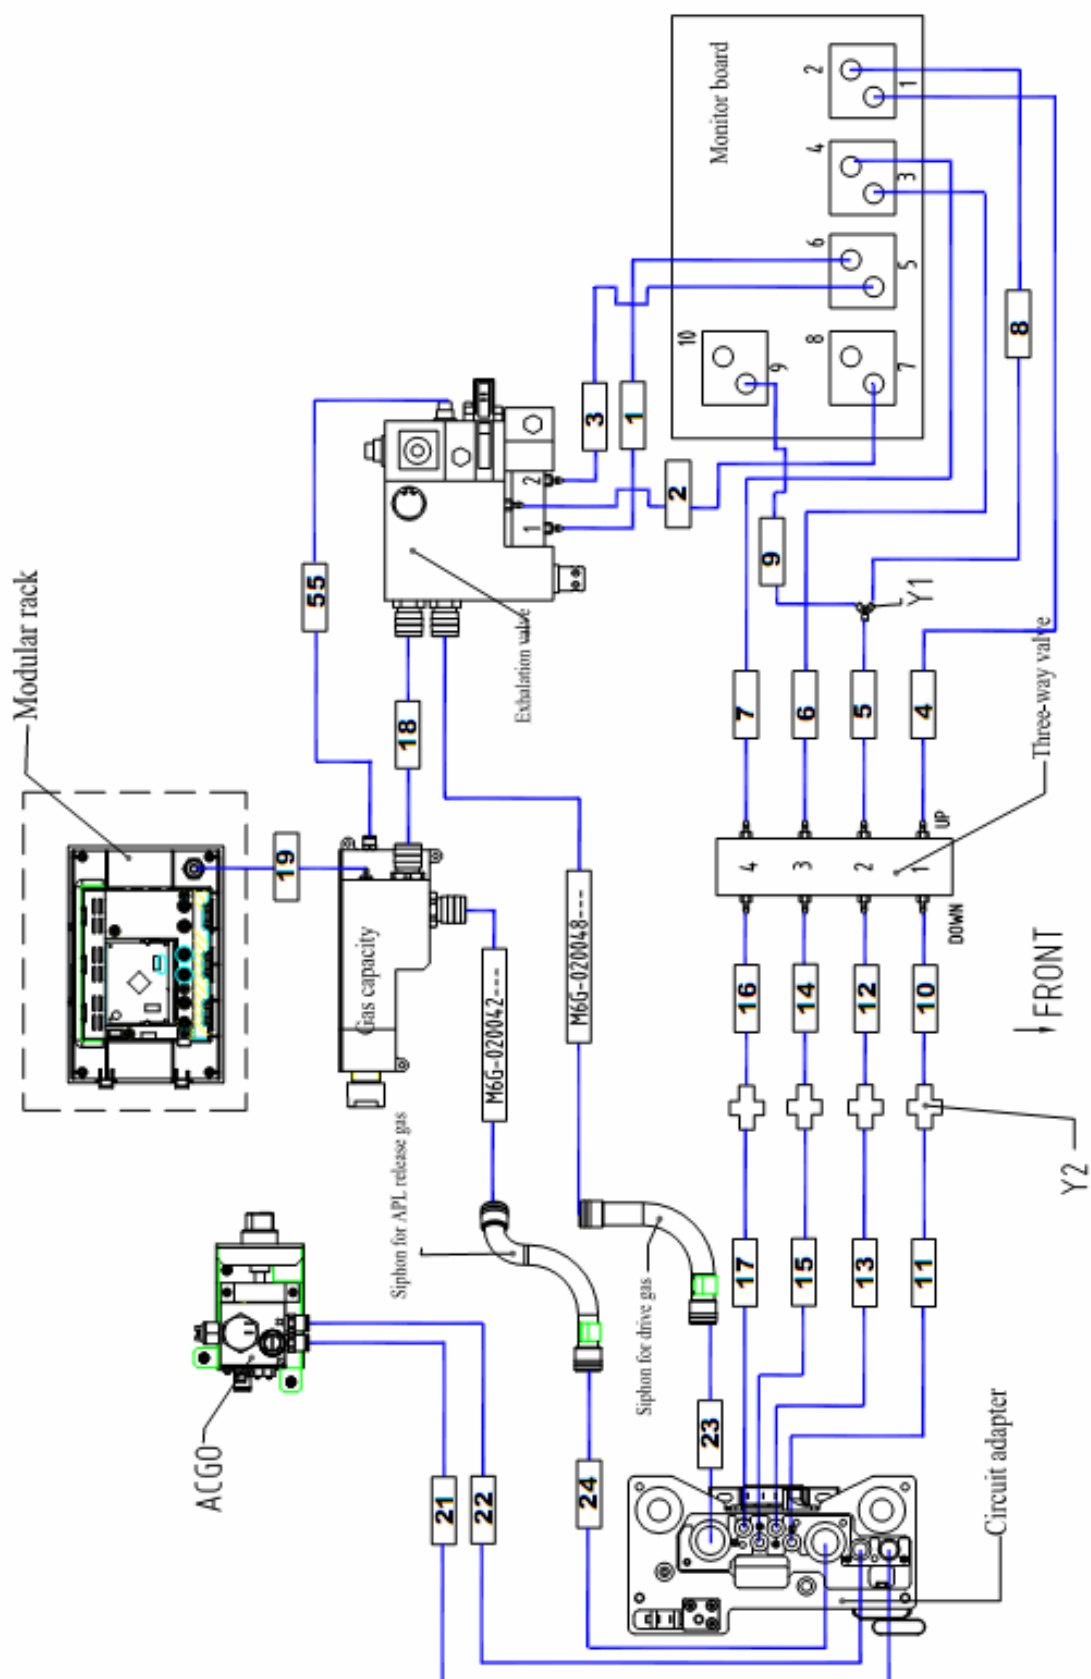 Modular rack
Monitor board
2
1
4
3
6
5
10
9
8
7
55
3
1
2
8
2
1
Exhalation valve
18
9
Y1
19
Gas capacity
7
6
5
4
Three-way valve
UP
4
3
2
1
DOWN
M6G-020042---
M6G-020048---
16
14
12
10
FRONT
Y2
Siphon for APL release gas
Siphon for drive gas
ACGO
17
15
13
11
21
22
24
23
Circuit adapter